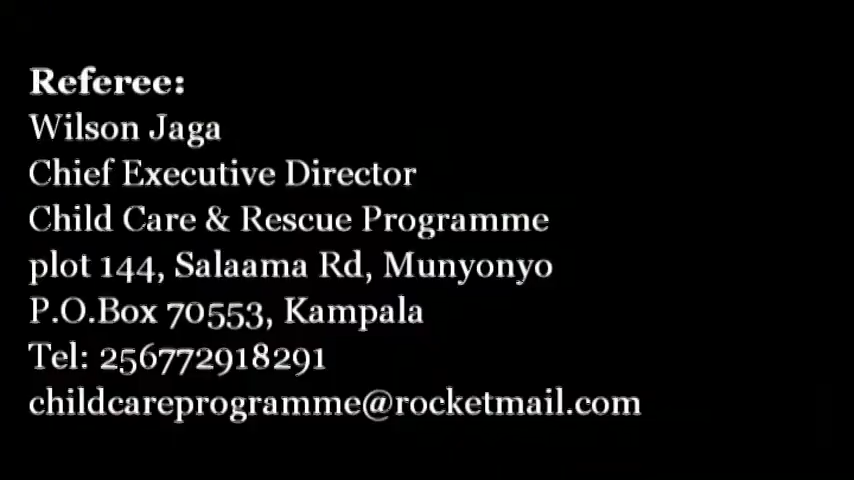 Referee:
Wilson Jaga
Chief Executive Director
Child Care & Rescue Programme
plot 144, Salaama Rd, Munyonyo
P.O.Box 70553, Kampala
Tel: 256772918291
childcareprogramme@rocketmail.com